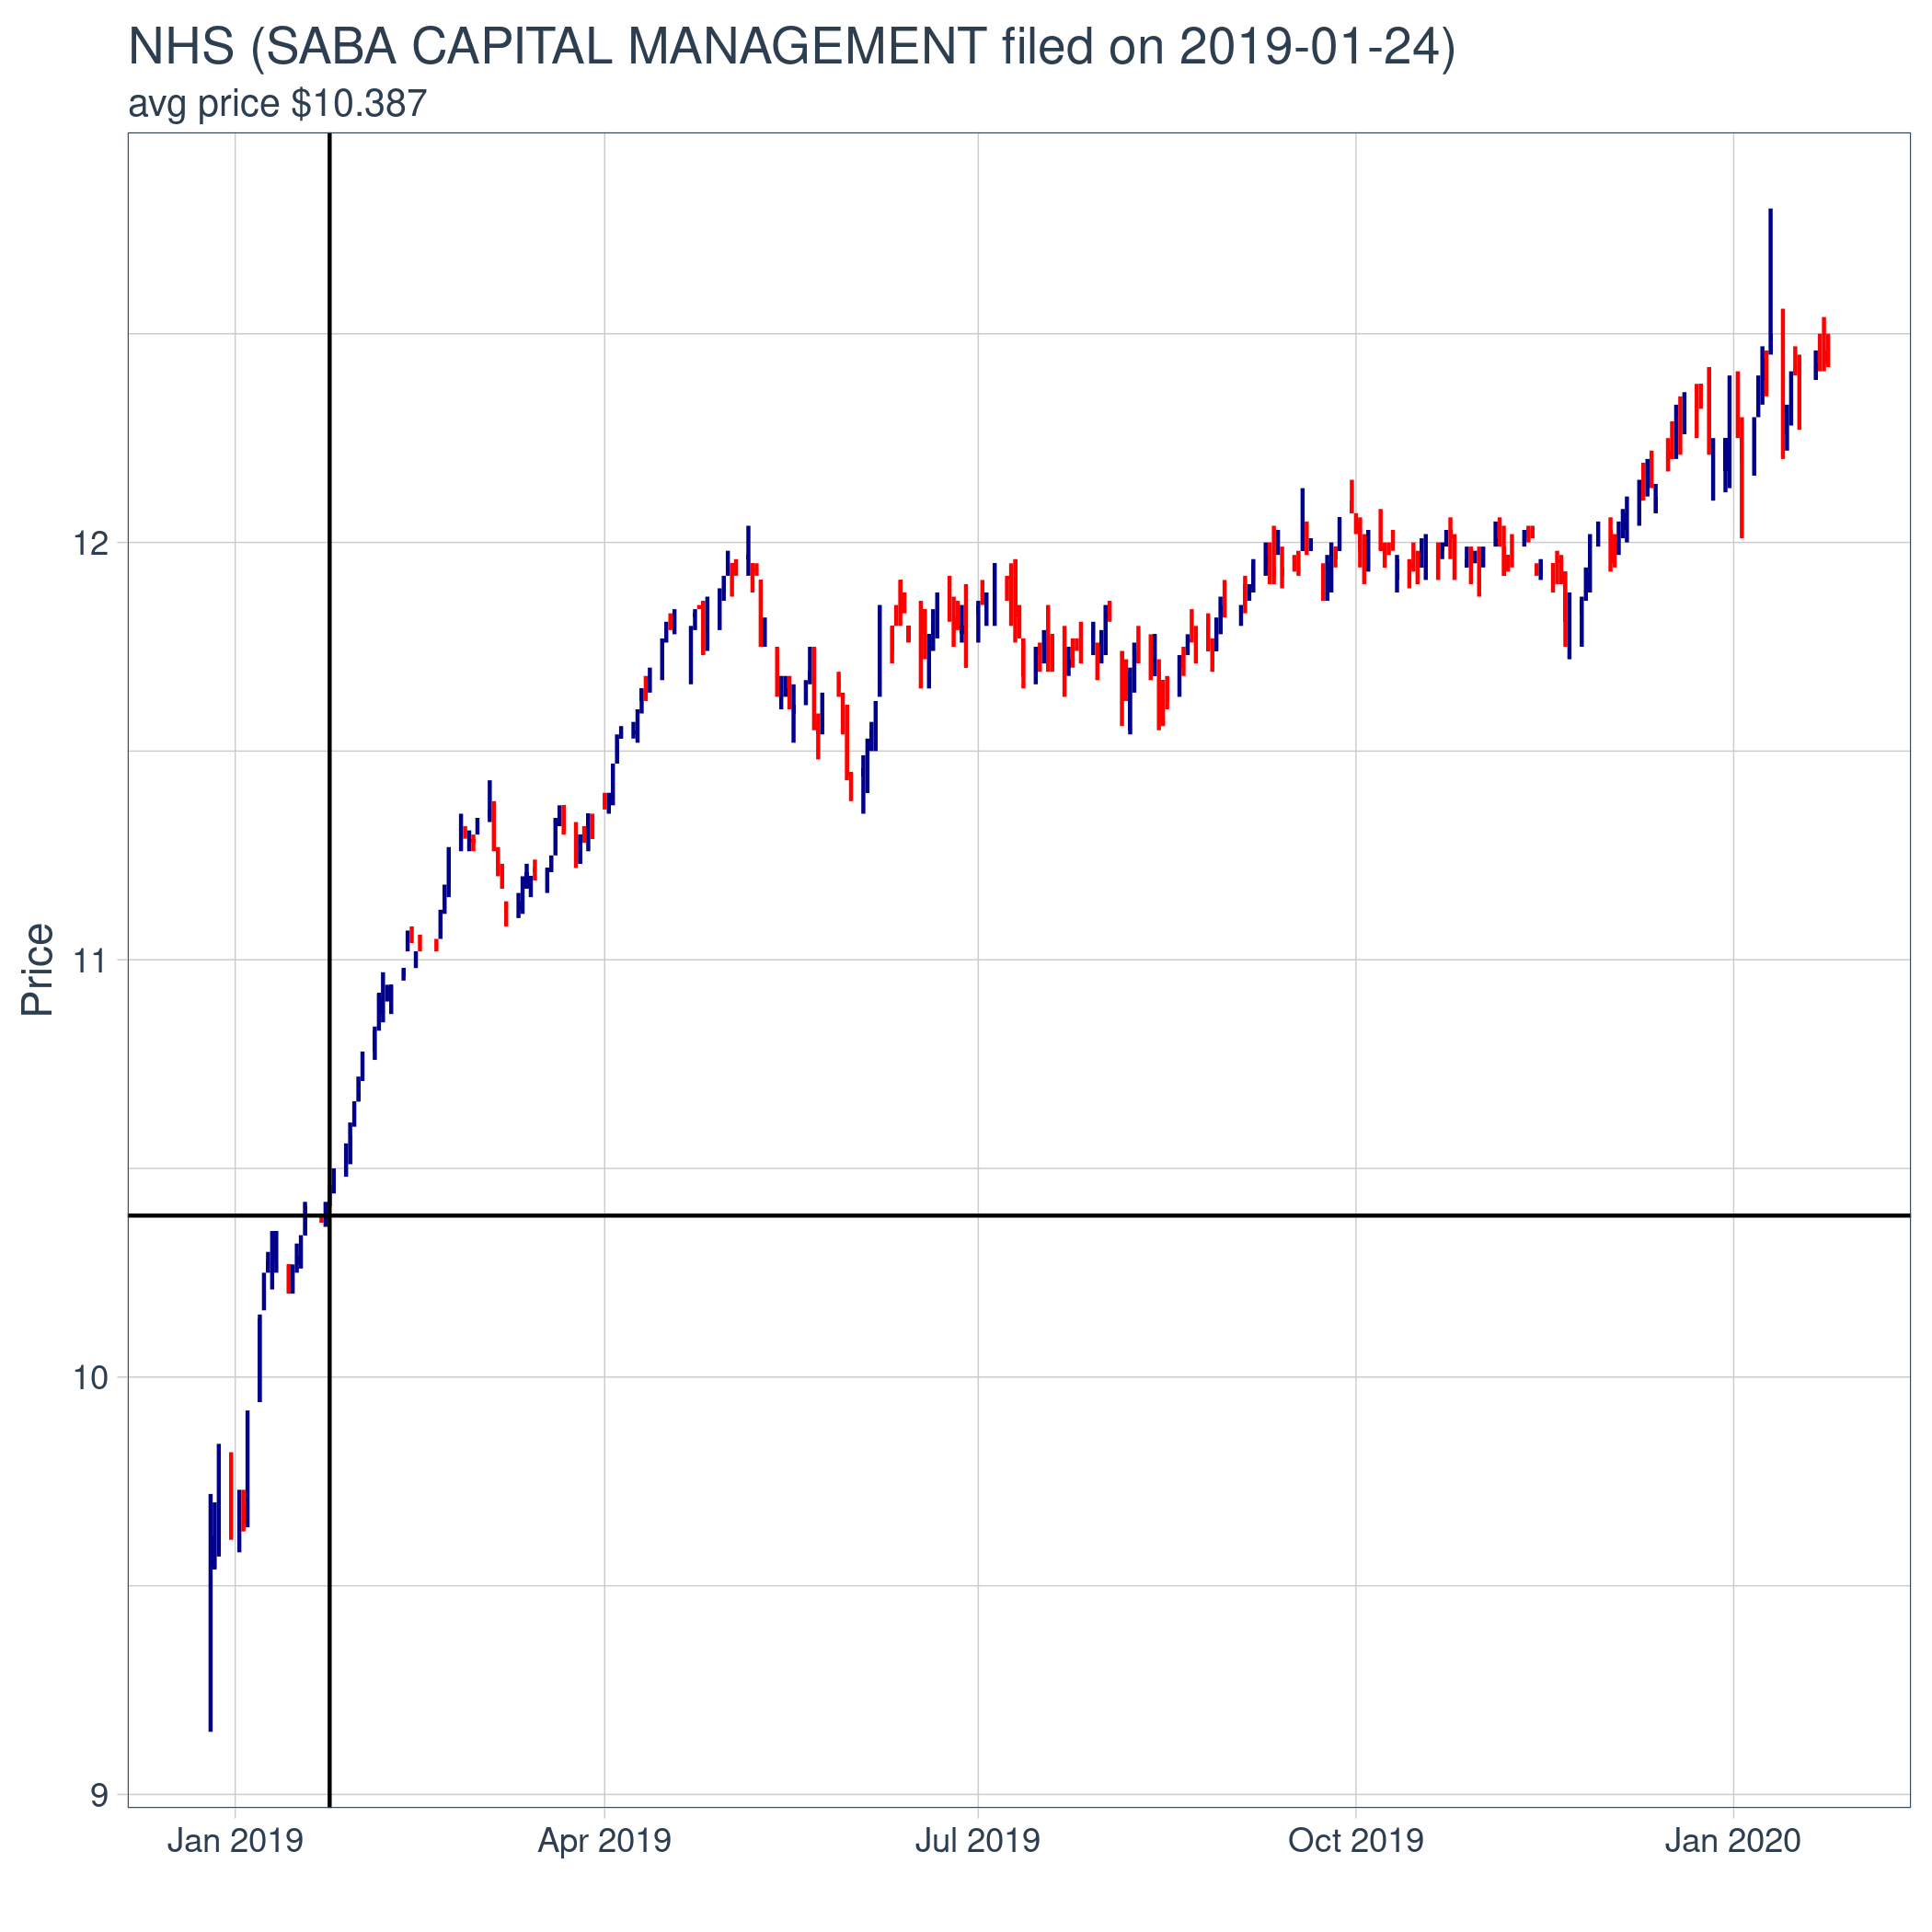 NHS (SABA CAPITAL MANAGEMENT filed on 2019-01-24)
avg price $10.387
Price
12
11
10
9
Jan 2019
Apr 2019
Jul 2019
Oct 2019
Jan 2020